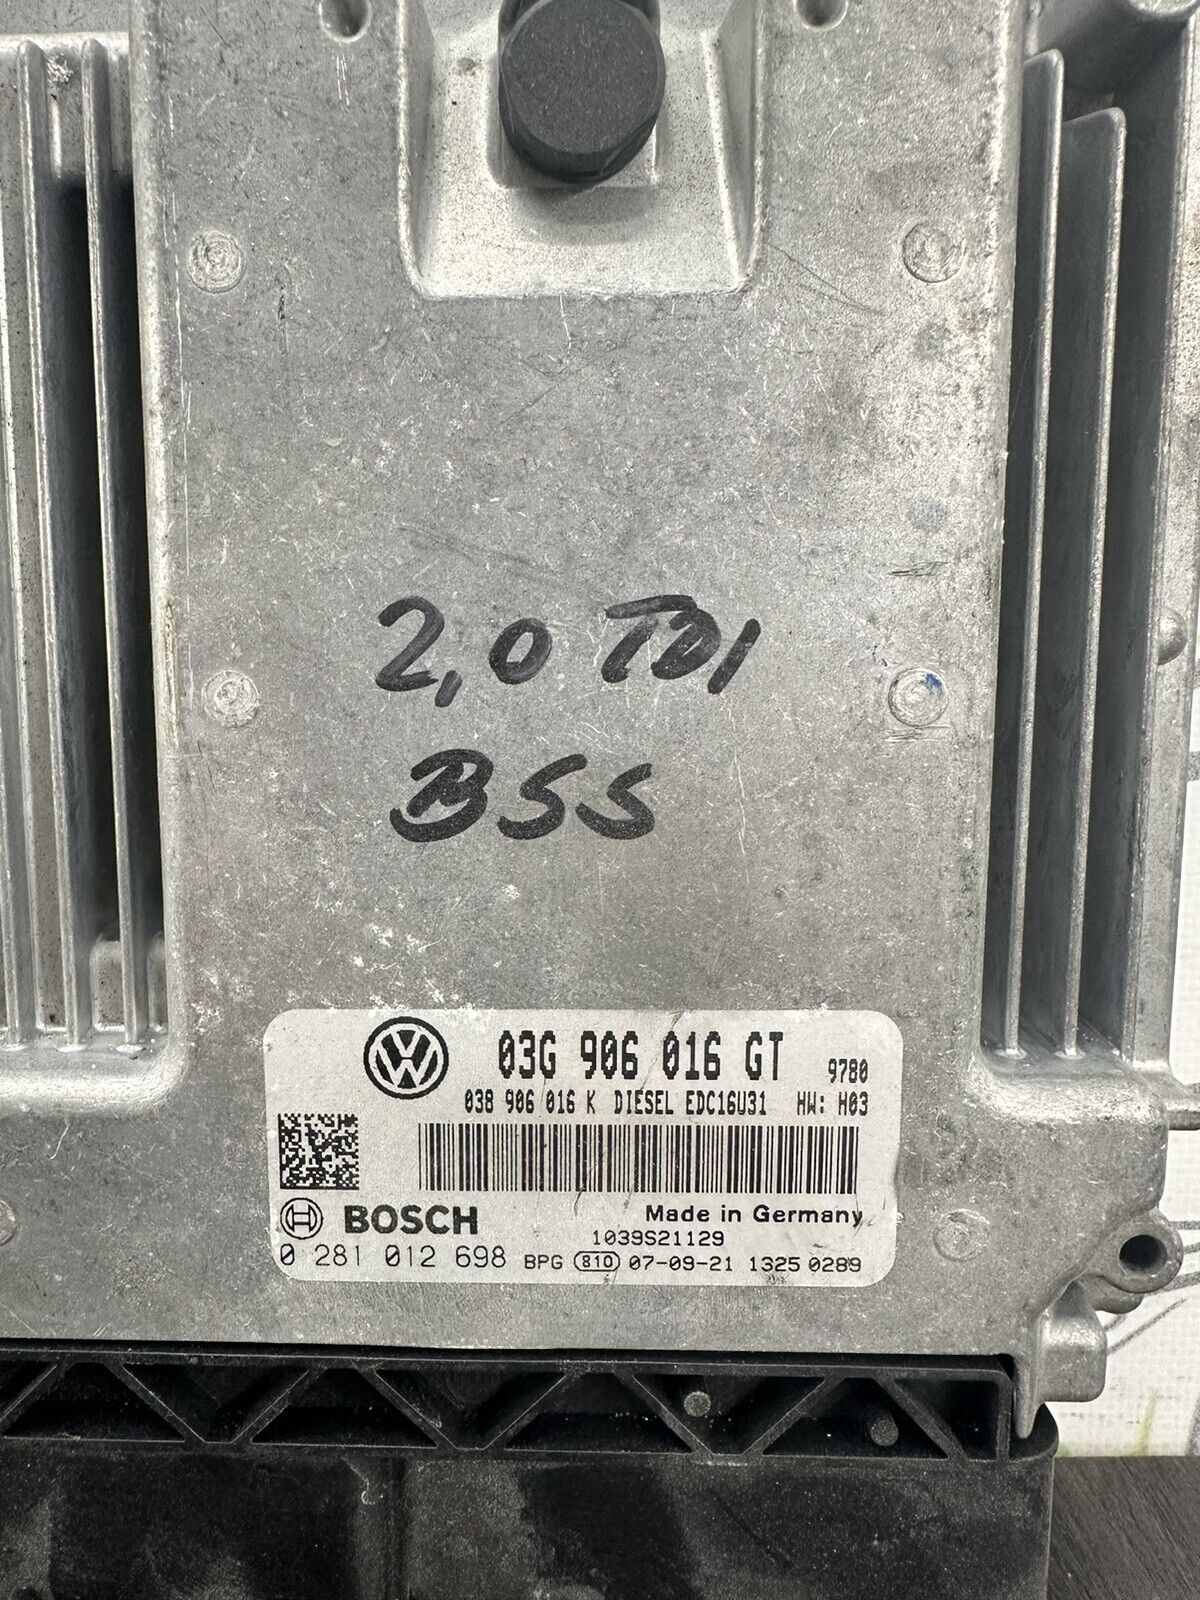 2,0 TDI
BSS
03G 906 016 GT 9780
038 906 016 K DIESEL EDC16U31 HW: H03
BOSCH Made in Germany
1039S21129
0 281 012 698 BPG 810 07-09-21 1325 0289